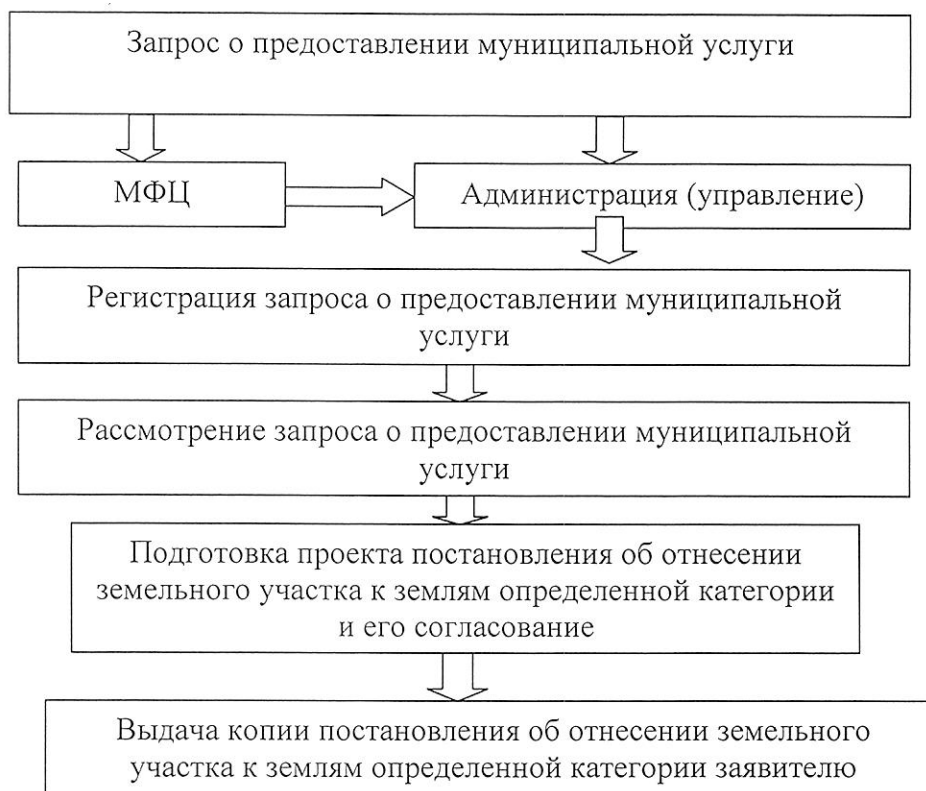 Запрос о предоставлении муниципальной услуги
МФЦ
Администрация (управление)
Регистрация запроса о предоставлении муниципальной
услуги
Рассмотрение запроса о предоставлении муниципальной
услуги
Подготовка проекта постановления об отнесении
земельного участка к землям определенной категории
и его согласование
Выдача копии постановления об отнесении земельного
участка к землям определенной категории заявителю